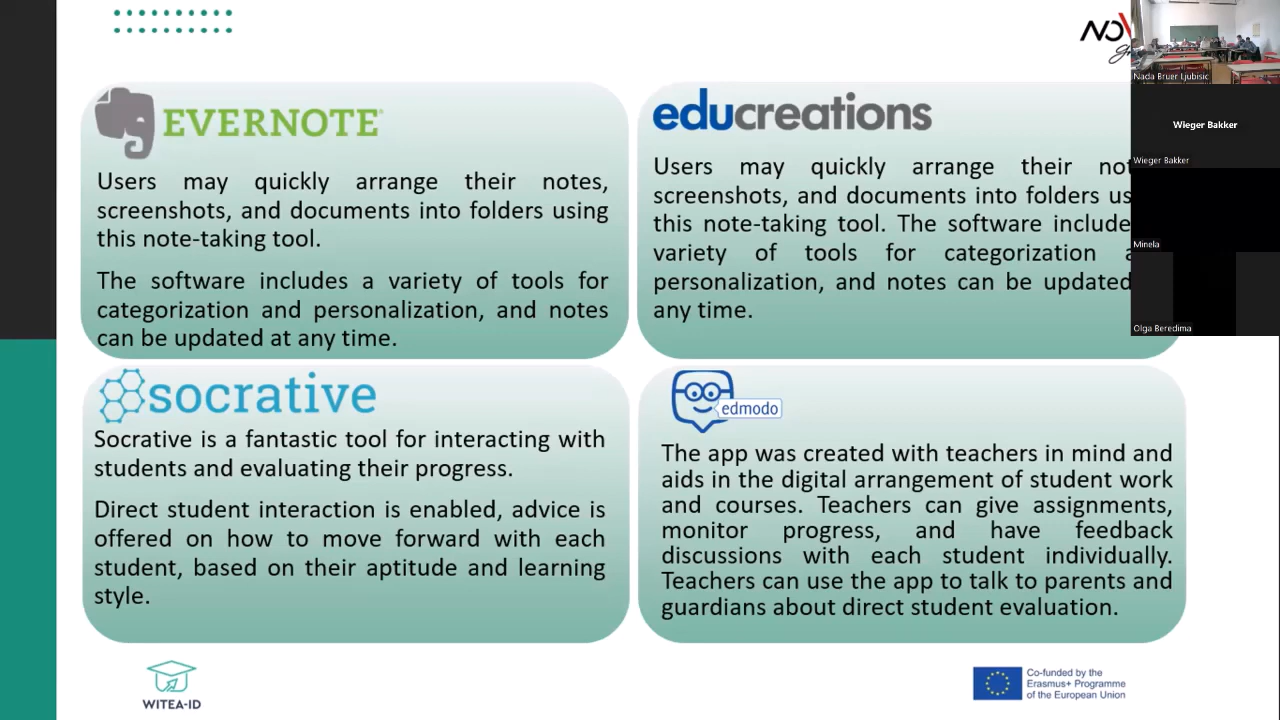 EVERNOTE
Users may quickly arrange their notes,
screenshots, and documents into folders using
this note-taking tool.
The software includes a variety of tools for
categorization and personalization, and notes
can be updated at any time.
educreations
Users may quickly arrange their
screenshots, and documents into folders
this note-taking tool. The software
variety of tools for categorization
personalization, and notes can be updated
any time.
socrative
Socrative is a fantastic tool for interacting with
students and evaluating their progress.
Direct student interaction is enabled, advice is
offered on how to move forward with each
student, based on their aptitude and learning
style.
edmodo
The app was created with teachers in mind and
aids in the digital arrangement of student work
and courses. Teachers can give assignments,
monitor progress, and have feedback
discussions with each student individually.
Teachers can use the app to talk to parents and
guardians about direct student evaluation.
WITEA-ID
Co-funded by the
Erasmus+ Programme
of the European Union
Nada Bruer Ljubisic
Wieger Bakker
Wieger Bakker
Minela
Olga Beredima